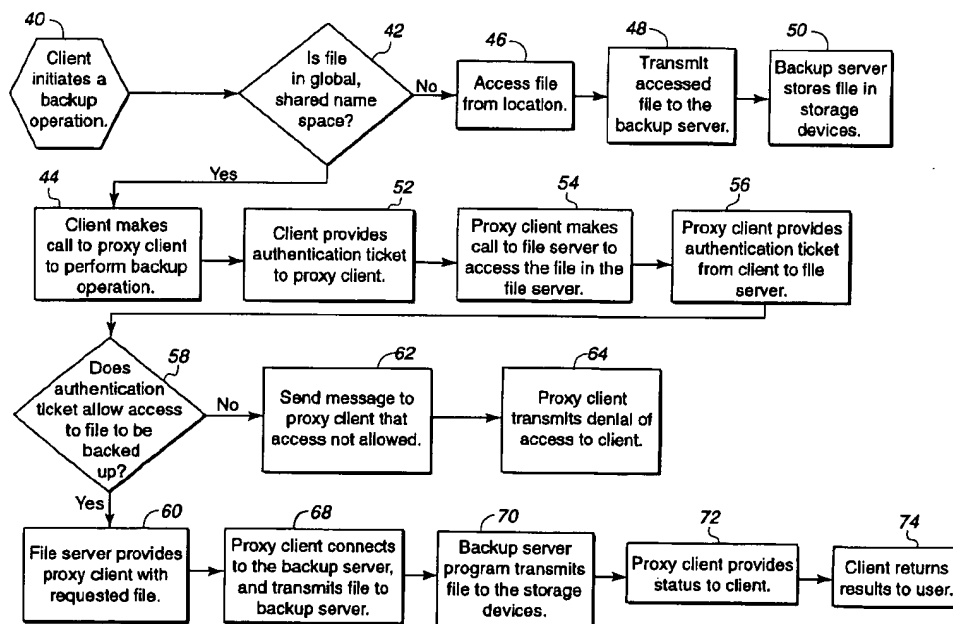 40
Client
initiates a
backup
operation.
42
Is file
in global,
shared name
space?
No
46
Access file
from location.
48
Transmit
accessed
file to the
backup server.
50
Backup server
stores file in
storage
devices.
Yes
44
Client makes
call to proxy client
to perform backup
operation.
52
Client provides
authentication ticket
to proxy client.
54
Proxy client makes
call to file server to
access the file in the
file server.
56
Proxy client provides
authentication ticket
from client to file
server.
58
Does
authentication
ticket allow access
to file to be
backed
up?
No
62
Send message to
proxy client that
access not allowed.
64
Proxy client
transmits denial of
access to client.
Yes
60
File server provides
proxy client with
requested file.
68
Proxy client connects
to the backup server,
and transmits file to
backup server.
70
Backup server
program transmits
file to the storage
devices.
72
Proxy client provides
status to client.
74
Client returns
results to user.